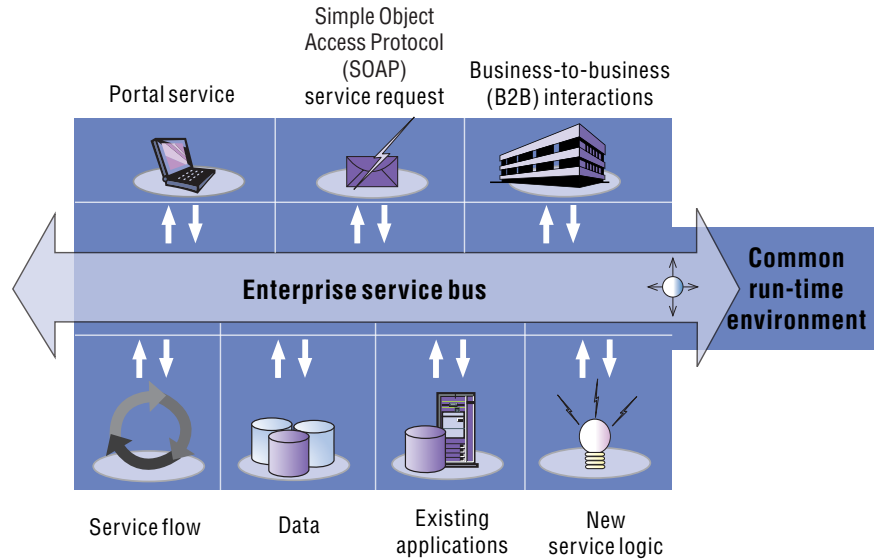 Simple Object
Access Protocol
(SOAP)
service request
Portal service
Business-to-business
(B2B) interactions
Enterprise service bus
Common
run-time
environment
Service flow
Data
Existing
applications
New
service logic